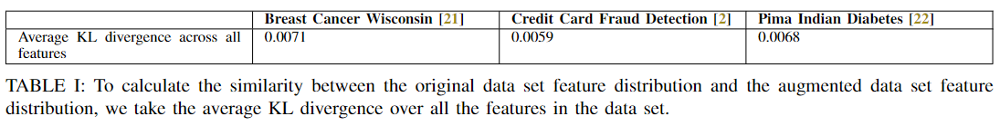 Breast Cancer Wisconsin [21] Credit Card Fraud Detection [2] Pima Indian Diabetes [22]
Average KL divergence across all 0.0071 0.0059 0.0068
features
TABLE I: To calculate the similarity between the original data set feature distribution and the augmented data set feature
distribution, we take the average KL divergence over all the features in the data set.